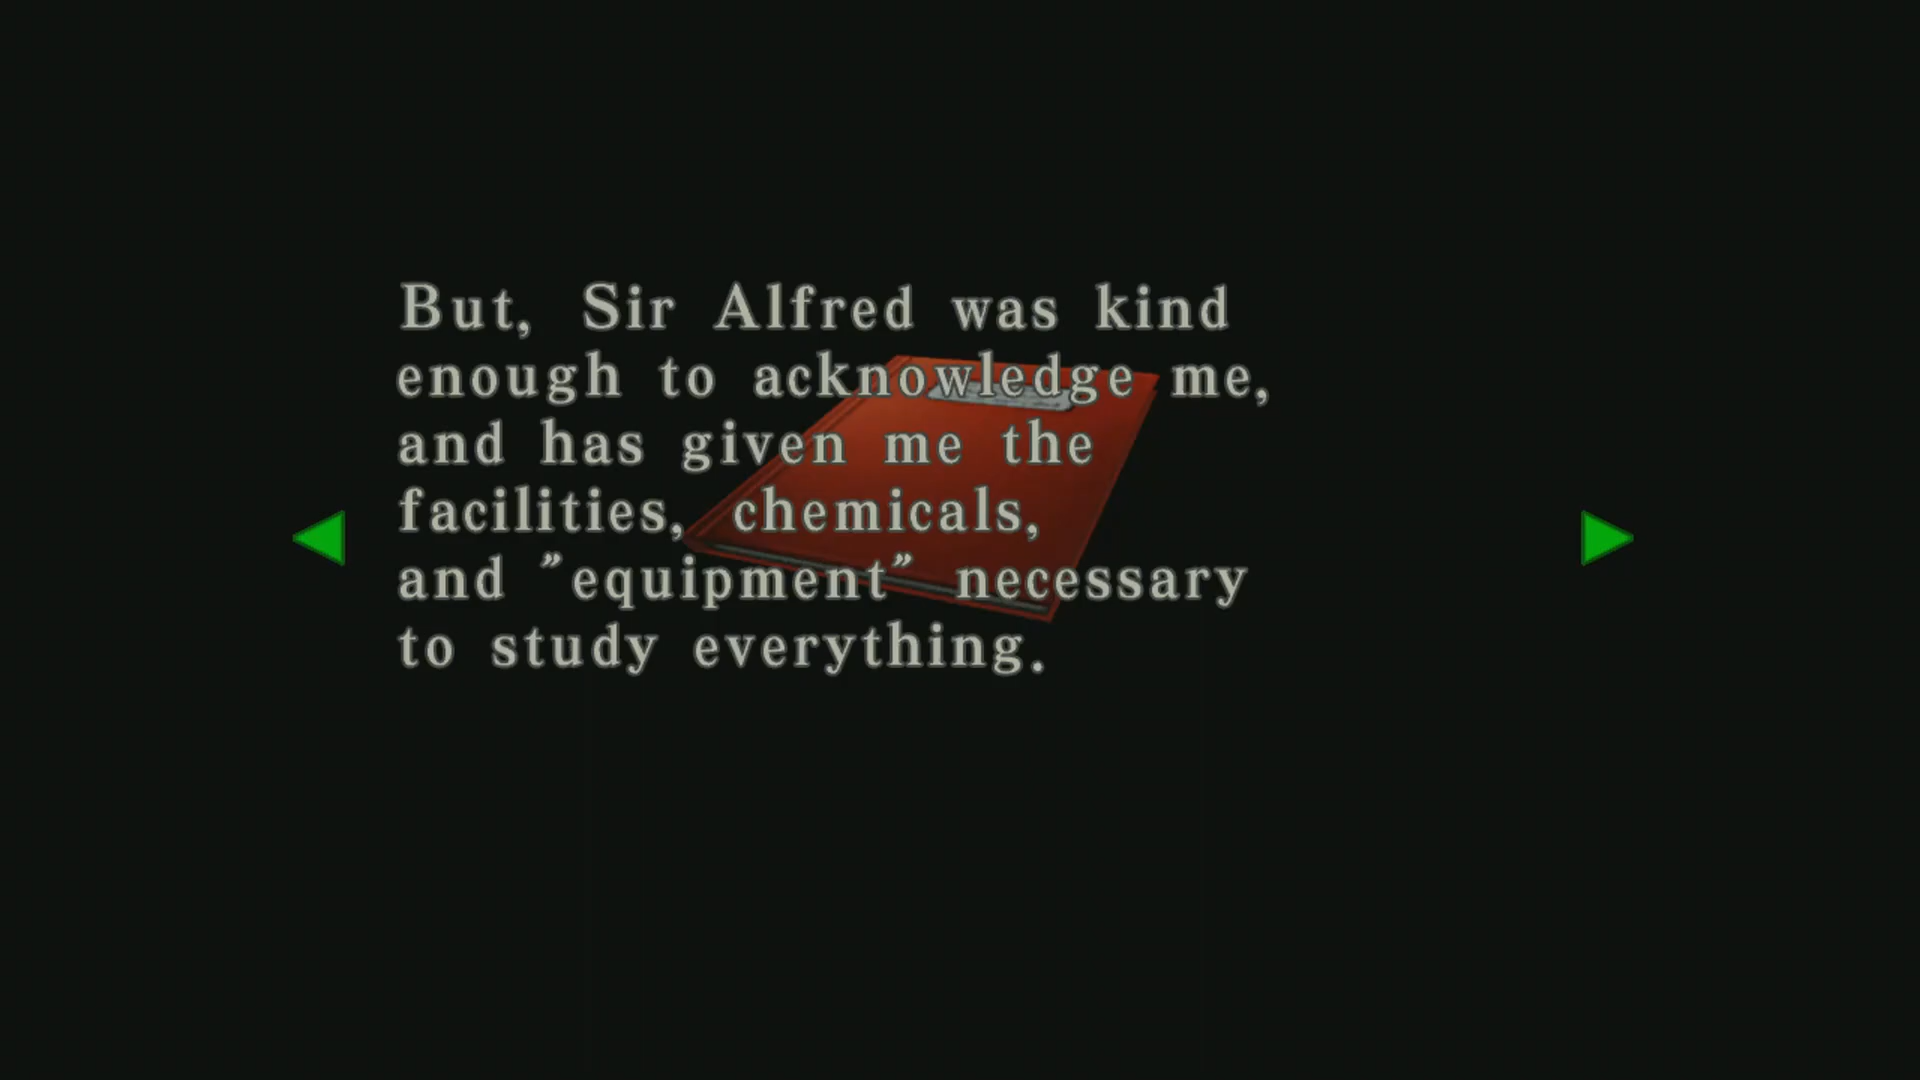 But, Sir Alfred was kind
enough to acknowledge me,
and has given me the
facilities, chemicals,
and ”equipment” necessary
to study everything.